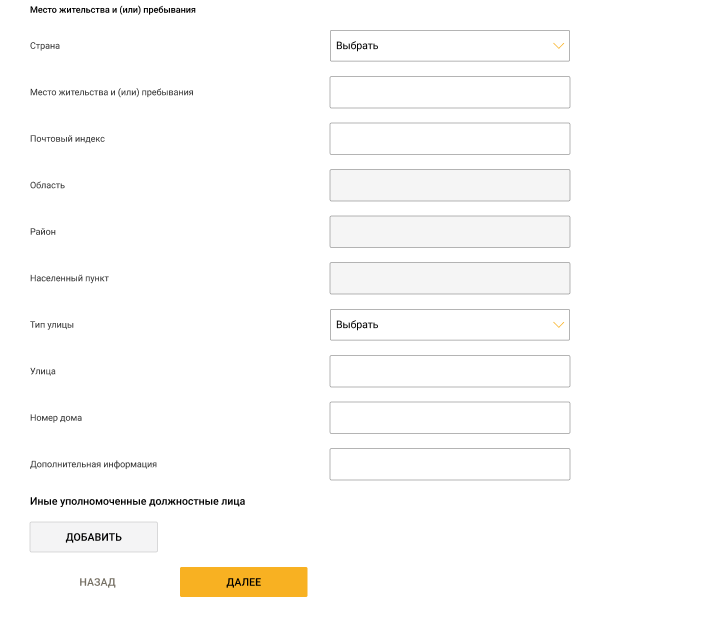 Место жительства и (или) пребывания
Страна
Выбрать
Место жительства и (или) пребывания
Почтовый индекс
Область
Район
Населенный пункт
Тип улицы
Выбрать
Улица
Номер дома
Дополнительная информация
Иные уполномоченные должностные лица
ДОБАВИТЬ
НАЗАД
ДАЛЕЕ